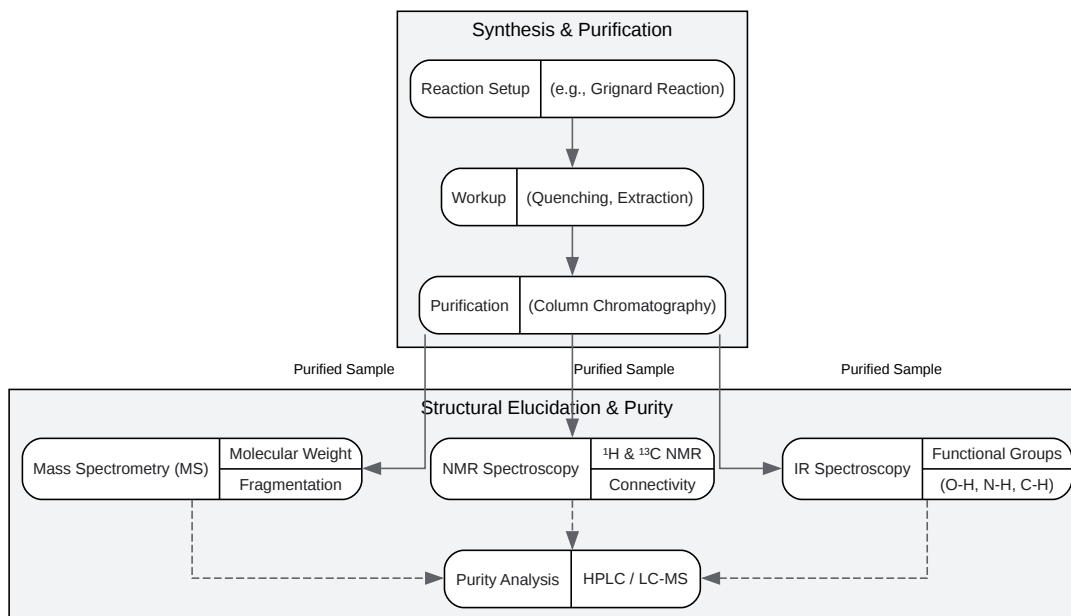 Synthesis & Purification
Reaction Setup
(e.g., Grignard Reaction)
Workup
(Quenching, Extraction)
Purification
(Column Chromatography)
Purified Sample
Purified Sample
Purified Sample
Structural Elucidation & Purity
Mass Spectrometry (MS)
Molecular Weight
Fragmentation
NMR Spectroscopy
¹H & ¹³C NMR
Connectivity
IR Spectroscopy
Functional Groups
(O-H, N-H, C-H)
Purity Analysis
HPLC / LC-MS